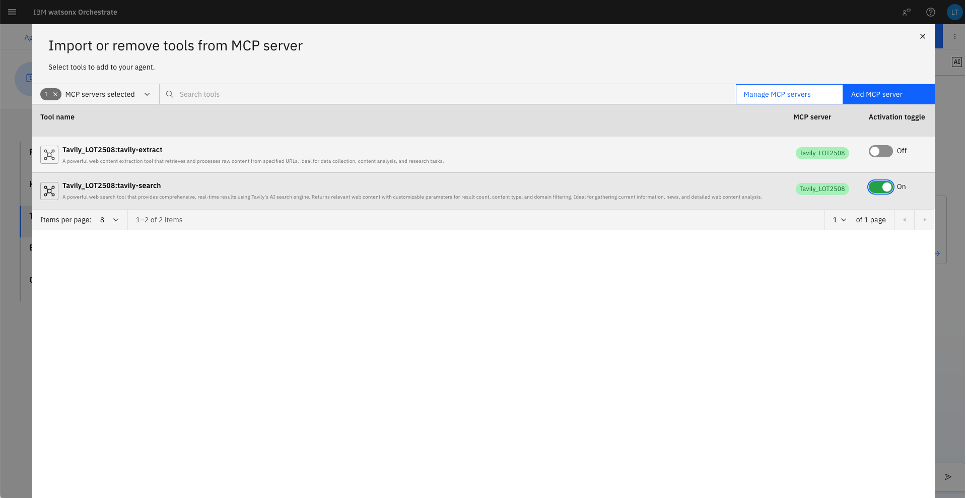 IBM watsonx Orchestrate
LT
AI
Import or remove tools from MCP server
Select tools to add to your agent.
1 × MCP servers selected
Search tools
Manage MCP servers
Add MCP server
Tool name
MCP server
Activation toggle
Tavily_LOT2508:tavily-extract
A powerful web content extraction tool that retrieves and processes raw content from specified URLs, ideal for data collection, content analysis, and research tasks.
Tavily_LOT2508
Off
Tavily_LOT2508:tavily-search
A powerful web search tool that provides comprehensive, real-time results using Tavily's AI search engine. Returns relevant web content with customizable parameters for result count, content type, and domain filtering. Ideal for gathering current information, news, and detailed web content analysis.
Tavily_LOT2508
On
Items per page: 8
1–2 of 2 items
1
of 1 page